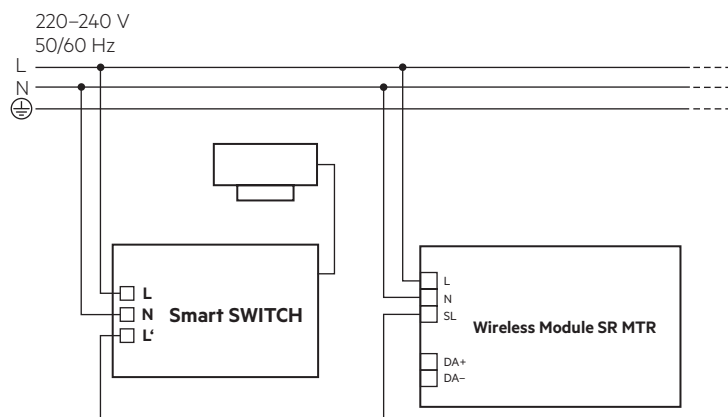 220–240 V
50/60 Hz
L
N
L
N
L‘
Smart SWITCH
L
N
SL
DA+
DA–
Wireless Module SR MTR